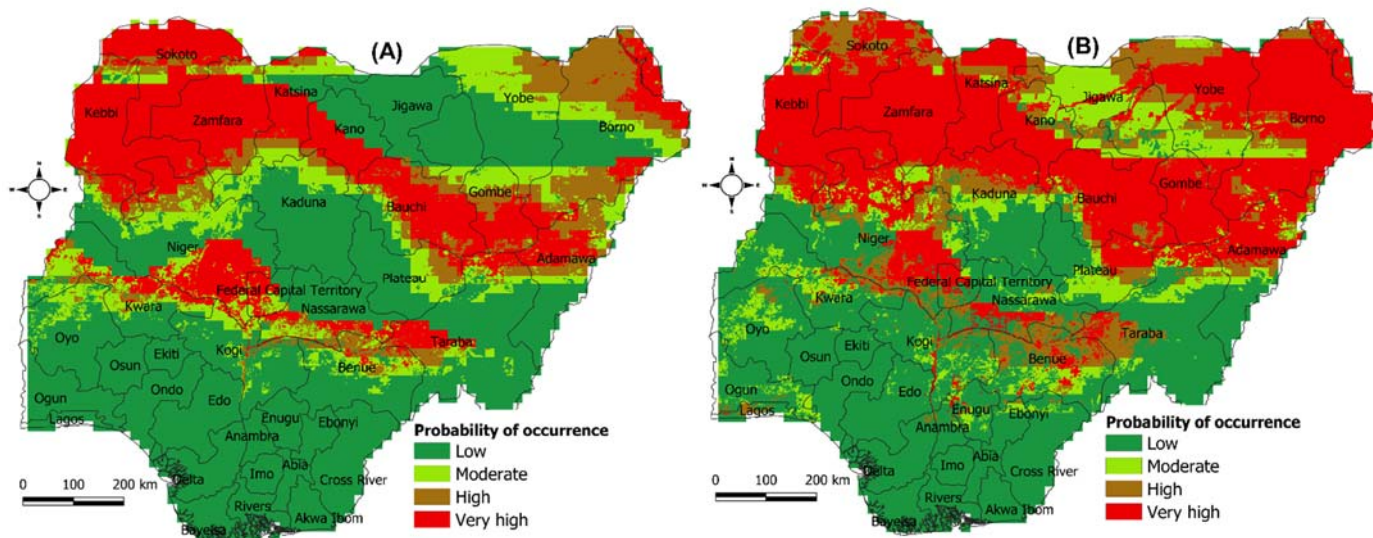 (A)
Sokoto
Katsina
Kebbi
Zamfara
Kano
Jigawa
Yobe
Borno
Gombe
Kaduna
Bauchi
Niger
Adamawa
Plateau
Federal Capital Territory
Kwara
Nassarawa
Oyo
Kogi
Taraba
Ekiti
Benue
Osun
Ondo
Edo
Ogun
Enugu
Lagos
Ebonyi
Anambra
Abia
Imo
Delta
Cross River
Rivers
Akwa Ibom
Bayelsa
N
W
E
S
0 100 200 km
Probability of occurrence
Low
Moderate
High
Very high
(B)
Sokoto
Katsina
Kebbi
Zamfara
Kano
Jigawa
Yobe
Borno
Gombe
Kaduna
Bauchi
Niger
Adamawa
Plateau
Federal Capital Territory
Kwara
Nassarawa
Oyo
Kogi
Taraba
Ekiti
Benue
Osun
Ondo
Edo
Ogun
Enugu
Lagos
Ebonyi
Anambra
Abia
Imo
Delta
Cross River
Rivers
Akwa Ibom
Bayelsa
N
W
E
S
0 100 200 km
Probability of occurrence
Low
Moderate
High
Very high